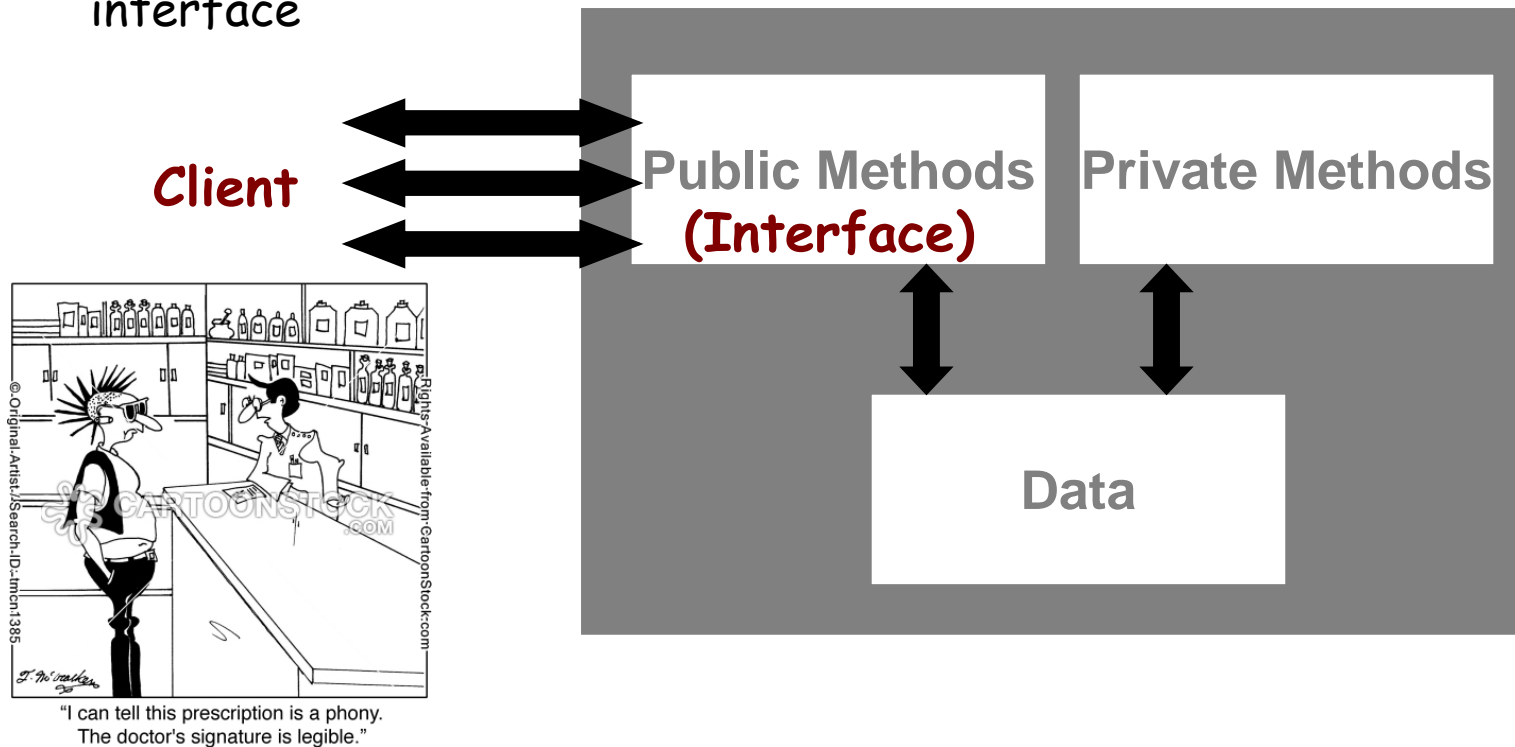 interface
Client
Public Methods
(Interface)
Private Methods
Data
©Original Artist / Search ID: tmcn1385
Rights Available from CartoonStock.com
CARTOONSTOCK
.COM
"I can tell this prescription is a phony.
The doctor's signature is legible."